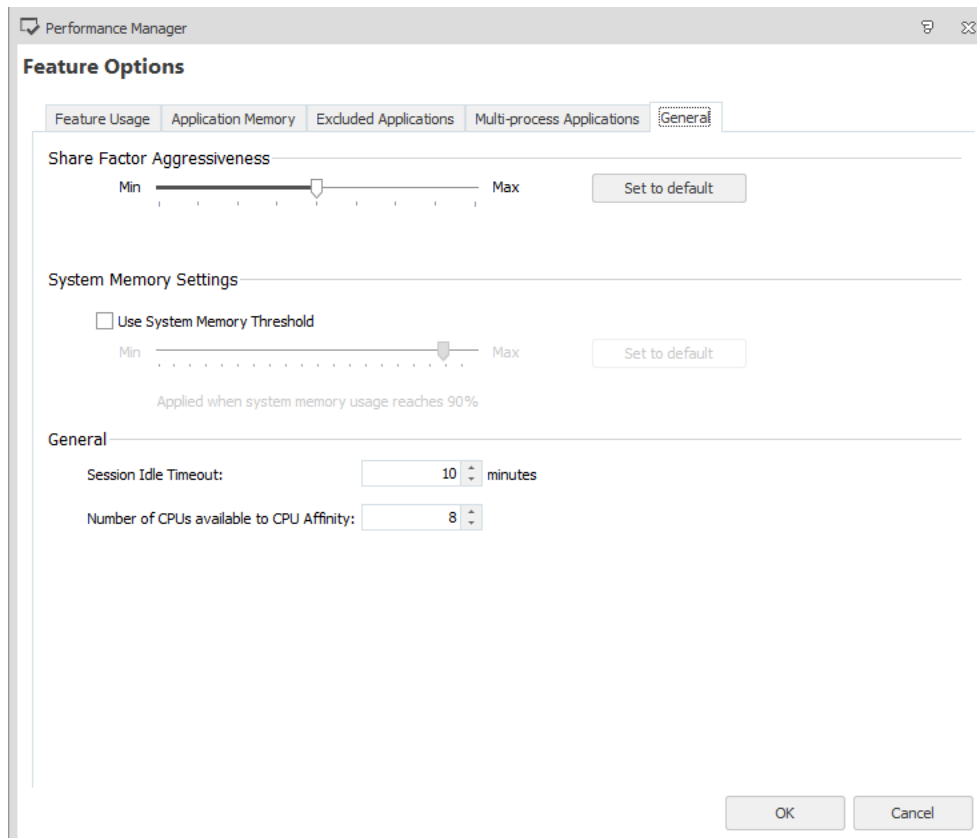 Performance Manager
Feature Options
Feature Usage Application Memory Excluded Applications Multi-process Applications General
Share Factor Aggressiveness
Min Max Set to default
System Memory Settings
Use System Memory Threshold
Min Max Set to default
Applied when system memory usage reaches 90%
General
Session Idle Timeout: 10 minutes
Number of CPUs available to CPU Affinity: 8
OK Cancel